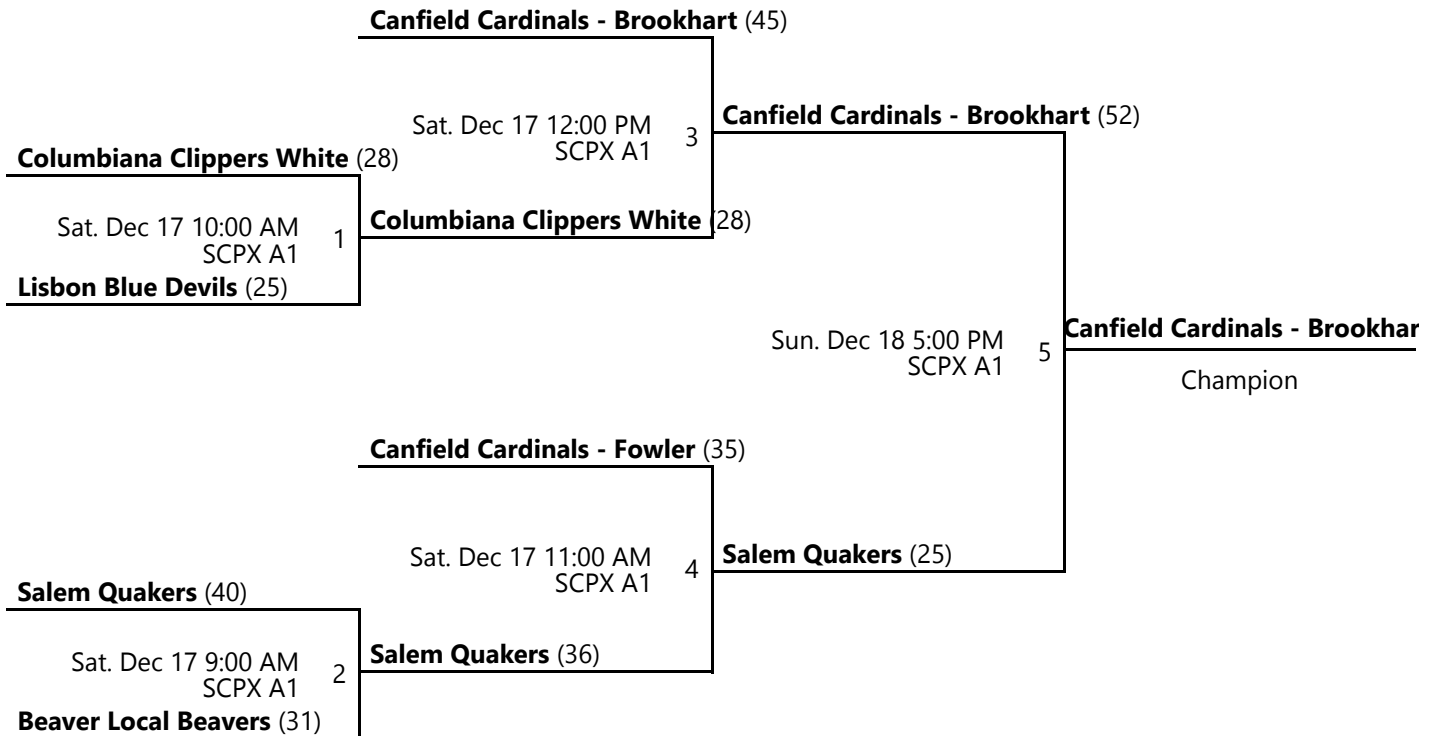 Canfield Cardinals - Brookhart (45)
Sat. Dec 17 12:00 PM
SCPX A1
3
Canfield Cardinals - Brookhart (52)
Columbiana Clippers White (28)
Sat. Dec 17 10:00 AM
SCPX A1
1
Columbiana Clippers White (28)
Lisbon Blue Devils (25)
Sun. Dec 18 5:00 PM
SCPX A1
5
Canfield Cardinals - Brookhar
Champion
Canfield Cardinals - Fowler (35)
Sat. Dec 17 11:00 AM
SCPX A1
4
Salem Quakers (25)
Salem Quakers (40)
Sat. Dec 17 9:00 AM
SCPX A1
2
Salem Quakers (36)
Beaver Local Beavers (31)